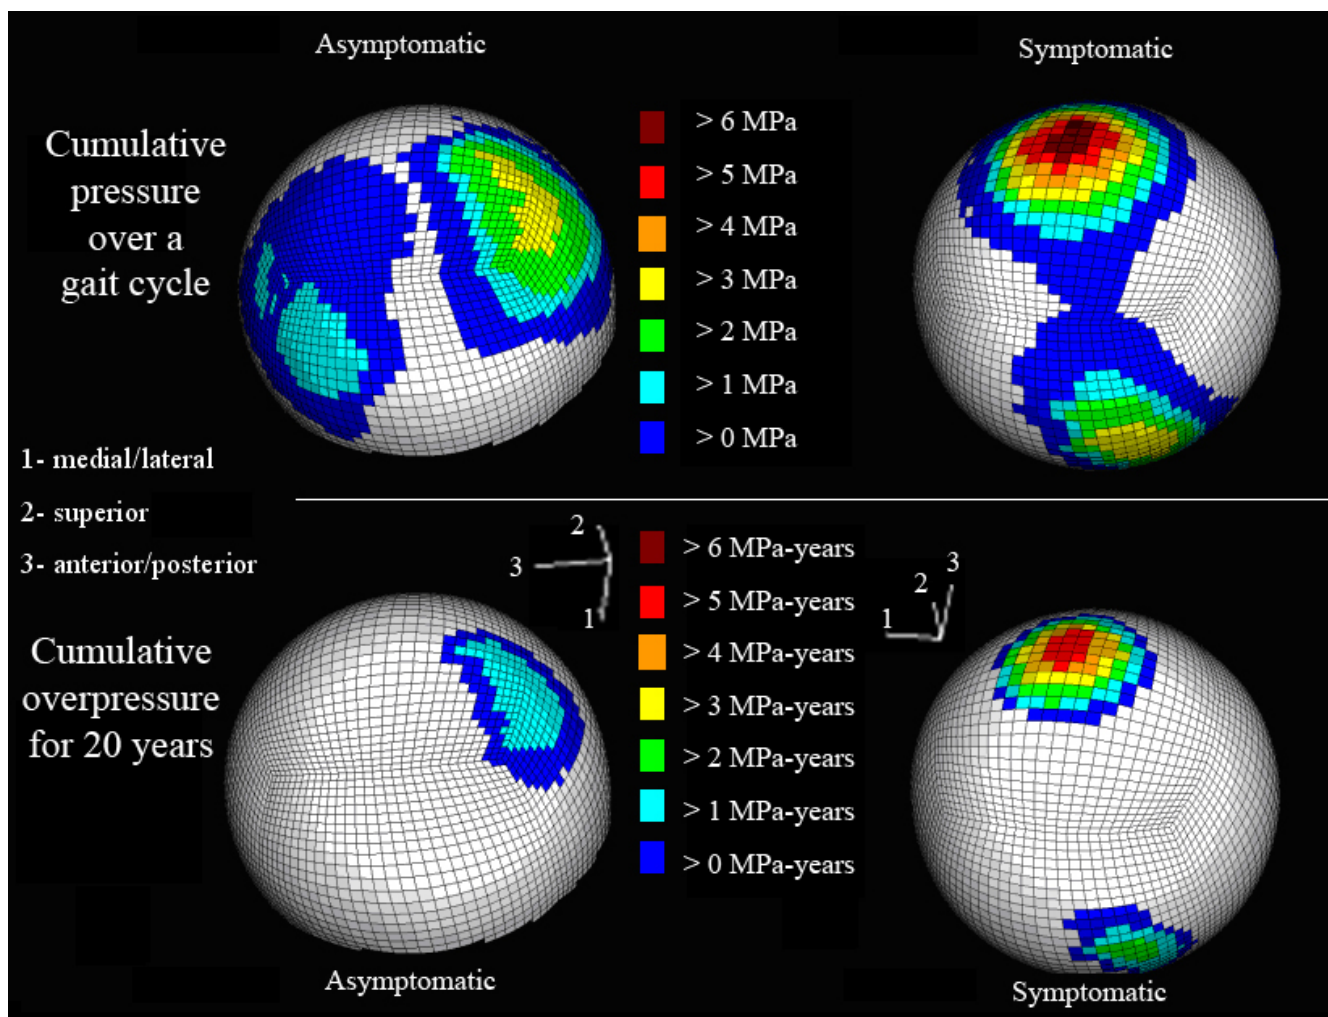 Asymptomatic
Symptomatic
Cumulative
pressure
over a
gait cycle
> 6 MPa
> 5 MPa
> 4 MPa
> 3 MPa
> 2 MPa
> 1 MPa
> 0 MPa
1- medial/lateral
2- superior
3- anterior/posterior
2
3
1
3
2
1
> 6 MPa-years
> 5 MPa-years
> 4 MPa-years
> 3 MPa-years
> 2 MPa-years
> 1 MPa-years
> 0 MPa-years
Cumulative
overpressure
for 20 years
Asymptomatic
Symptomatic